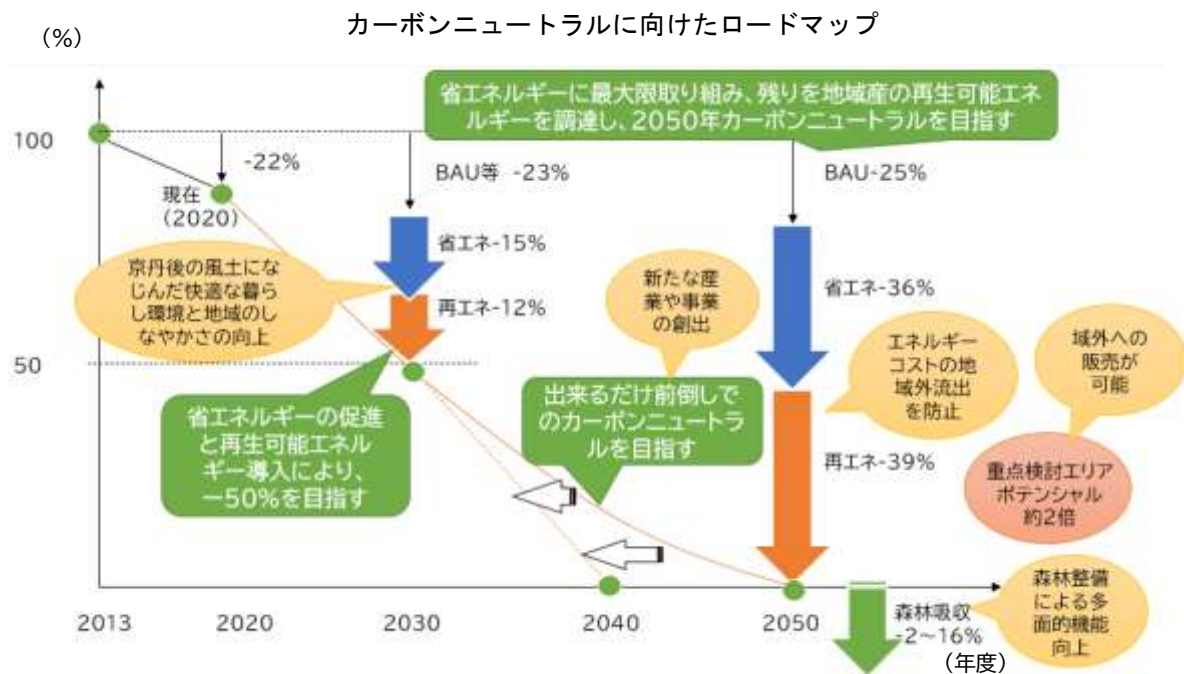 カーボンニュートラルに向けたロードマップ
(%)
省エネルギーに最大限取り組み、残りを地域産の再生可能エネ
ルギーを調達し、2050年カーボンニュートラルを目指す
100
-22%
BAU等 -23%
BAU-25%
現在
(2020)
省エネ-15%
京丹後の風土にな
じんだ快適な暮ら
し環境と地域のし
なやかさの向上
新たな産
業や事業
の創出
省エネ-36%
再エネ-12%
エネルギー
コストの地
域外流出
を防止
域外への
販売が
可能
50
出来るだけ前倒しで
のカーボンニュートラ
ルを目指す
省エネルギーの促進
と再生可能エネル
ギー導入により、
ー50%を目指す
再エネ-39%
重点検討エリア
ポテンシャル
約2倍
森林吸収
-2~16%
森林整備
による多
面的機能
向上
2013
2020
2030
2040
2050
(年度)